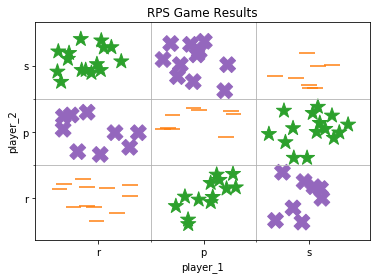 RPS Game Results
player_2
s
p
r
r p s
player_1